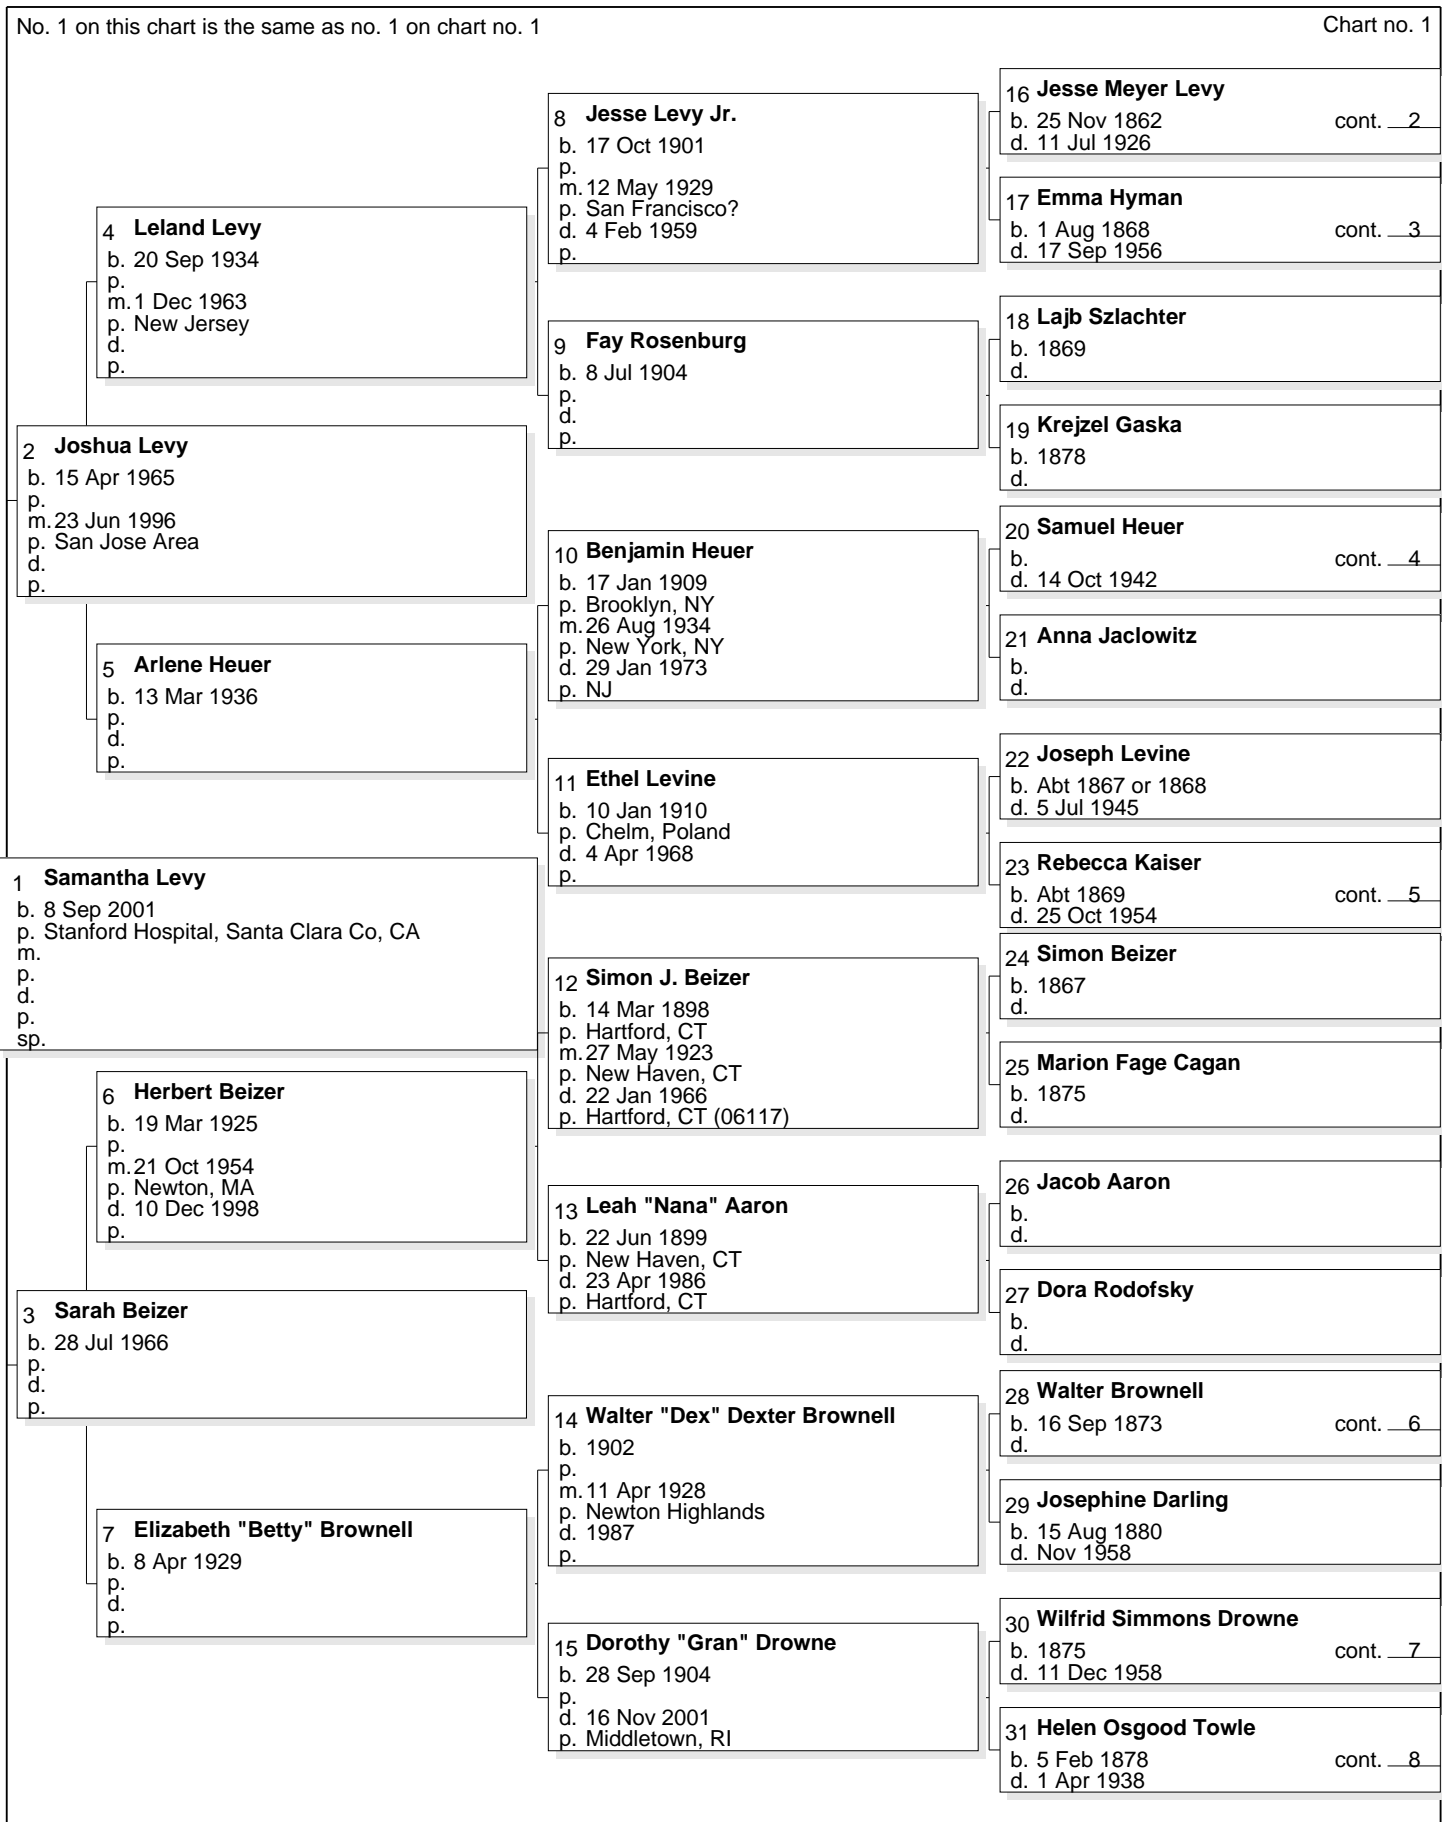 No. 1 on this chart is the same as no. 1 on chart no. 1
Chart no. 1
16 Jesse Meyer Levy
b. 25 Nov 1862 cont. 2
d. 11 Jul 1926
8 Jesse Levy Jr.
b. 17 Oct 1901
p.
m. 12 May 1929
p. San Francisco?
d. 4 Feb 1959
p.
17 Emma Hyman
b. 1 Aug 1868 cont. 3
d. 17 Sep 1956
4 Leland Levy
b. 20 Sep 1934
p.
m. 1 Dec 1963
p. New Jersey
d.
p.
18 Lajb Szlachter
b. 1869
d.
9 Fay Rosenburg
b. 8 Jul 1904
p.
d.
p.
19 Krejzel Gaska
b. 1878
d.
2 Joshua Levy
b. 15 Apr 1965
p.
m. 23 Jun 1996
p. San Jose Area
d.
p.
20 Samuel Heuer
b. cont. 4
d. 14 Oct 1942
10 Benjamin Heuer
b. 17 Jan 1909
p. Brooklyn, NY
m. 26 Aug 1934
p. New York, NY
d. 29 Jan 1973
p. NJ
21 Anna Jaclowitz
b.
d.
5 Arlene Heuer
b. 13 Mar 1936
p.
d.
p.
22 Joseph Levine
b. Abt 1867 or 1868
d. 5 Jul 1945
11 Ethel Levine
b. 10 Jan 1910
p. Chelm, Poland
d. 4 Apr 1968
p.
23 Rebecca Kaiser
b. Abt 1869 cont. 5
d. 25 Oct 1954
1 Samantha Levy
b. 8 Sep 2001
p. Stanford Hospital, Santa Clara Co, CA
m.
p.
d.
p.
sp.
24 Simon Beizer
b. 1867
d.
12 Simon J. Beizer
b. 14 Mar 1898
p. Hartford, CT
m. 27 May 1923
p. New Haven, CT
d. 22 Jan 1966
p. Hartford, CT (06117)
25 Marion Fage Cagan
b. 1875
d.
6 Herbert Beizer
b. 19 Mar 1925
p.
m. 21 Oct 1954
p. Newton, MA
d. 10 Dec 1998
p.
26 Jacob Aaron
b.
d.
13 Leah "Nana" Aaron
b. 22 Jun 1899
p. New Haven, CT
d. 23 Apr 1986
p. Hartford, CT
27 Dora Rodofsky
b.
d.
3 Sarah Beizer
b. 28 Jul 1966
p.
d.
p.
28 Walter Brownell
b. 16 Sep 1873 cont. 6
d.
14 Walter "Dex" Dexter Brownell
b. 1902
p.
m. 11 Apr 1928
p. Newton Highlands
d. 1987
p.
29 Josephine Darling
b. 15 Aug 1880
d. Nov 1958
7 Elizabeth "Betty" Brownell
b. 8 Apr 1929
p.
d.
p.
30 Wilfrid Simmons Drowne
b. 1875 cont. 7
d. 11 Dec 1958
15 Dorothy "Gran" Drowne
b. 28 Sep 1904
p.
d. 16 Nov 2001
p. Middletown, RI
31 Helen Osgood Towle
b. 5 Feb 1878 cont. 8
d. 1 Apr 1938